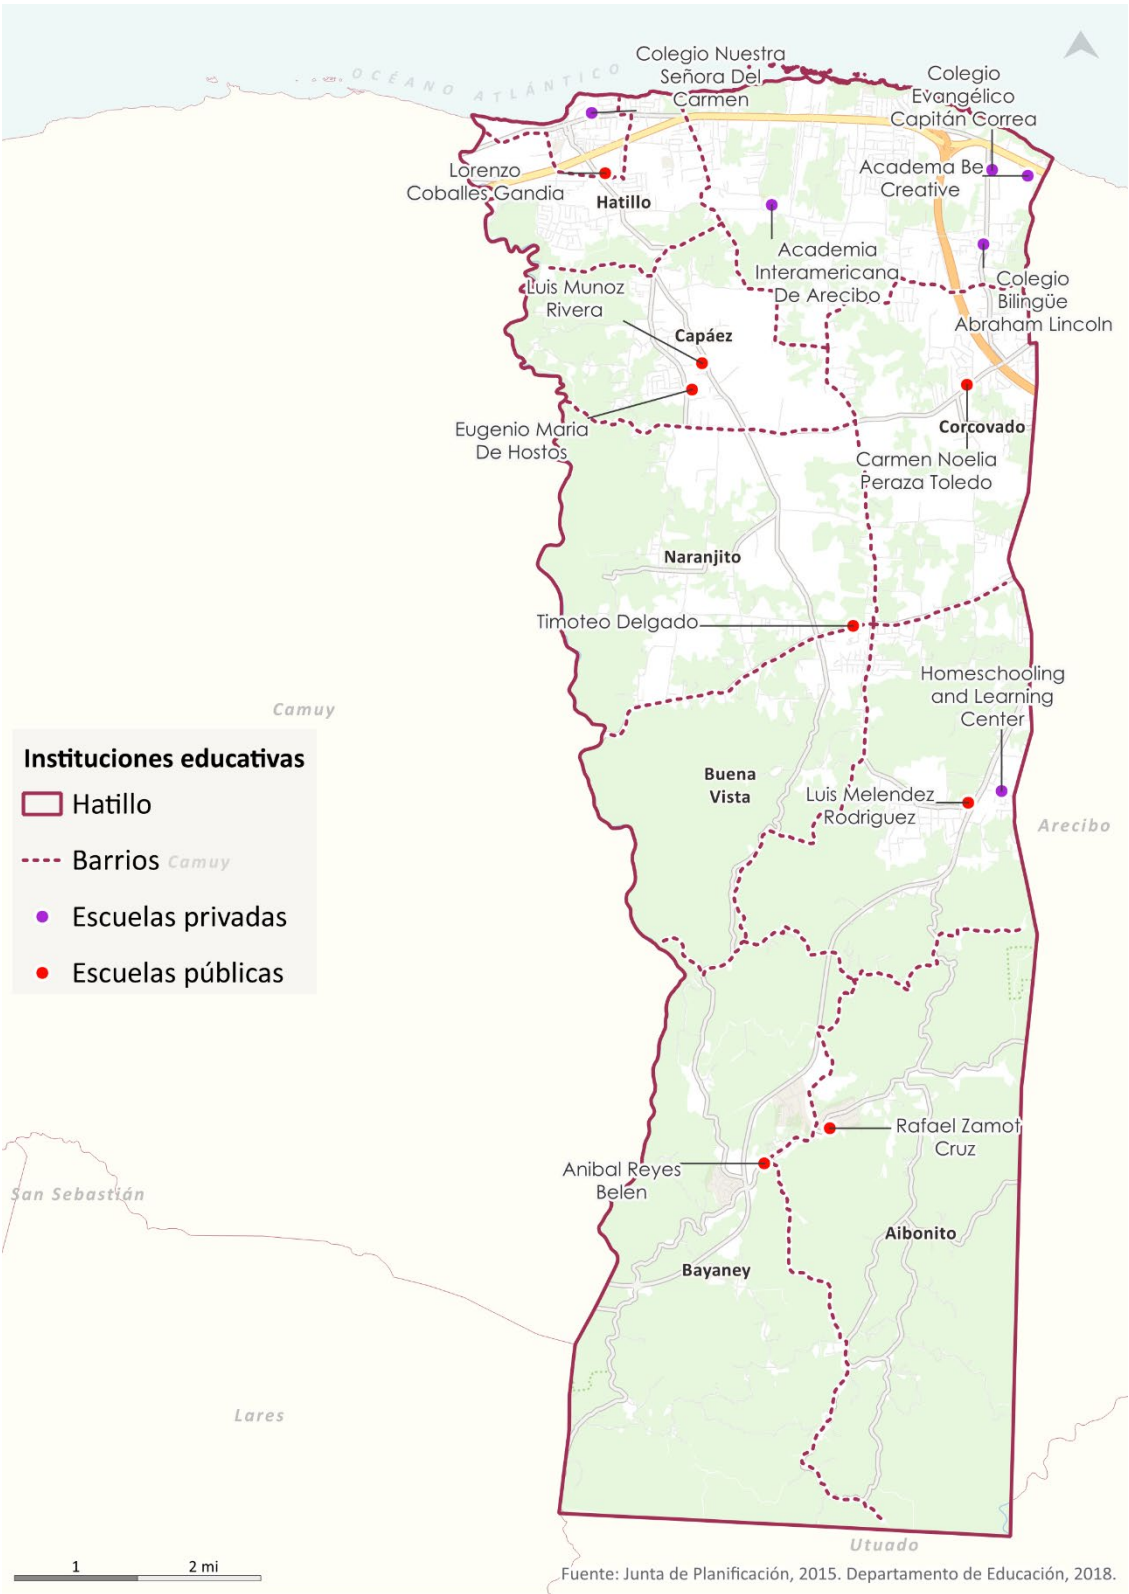 OCÉANO ATLÁNTICO
Colegio Nuestra
Señora Del
Carmen
Colegio
Evangélico
Capitán Correa
Academa Be
Creative
Lorenzo
Coballes Gandia
Hatillo
Academia
Interamericana
De Arecibo
Colegio
Bilingüe
Abraham Lincoln
Luis Munoz
Rivera
Capáez
Eugenio Maria
De Hostos
Corcovado
Carmen Noelia
Peraza Toledo
Naranjito
Timoteo Delgado
Homeschooling
and Learning
Center
Camuy
Buena
Vista
Luis Melendez
Rodriguez
Arecibo
Instituciones educativas
Hatillo
Barrios
Camuy
Escuelas privadas
Escuelas públicas
Rafael Zamot
Cruz
Anibal Reyes
Belen
San Sebastián
Aibonito
Bayaney
Lares
Utuado
1 2 mi
Fuente: Junta de Planificación, 2015. Departamento de Educación, 2018.